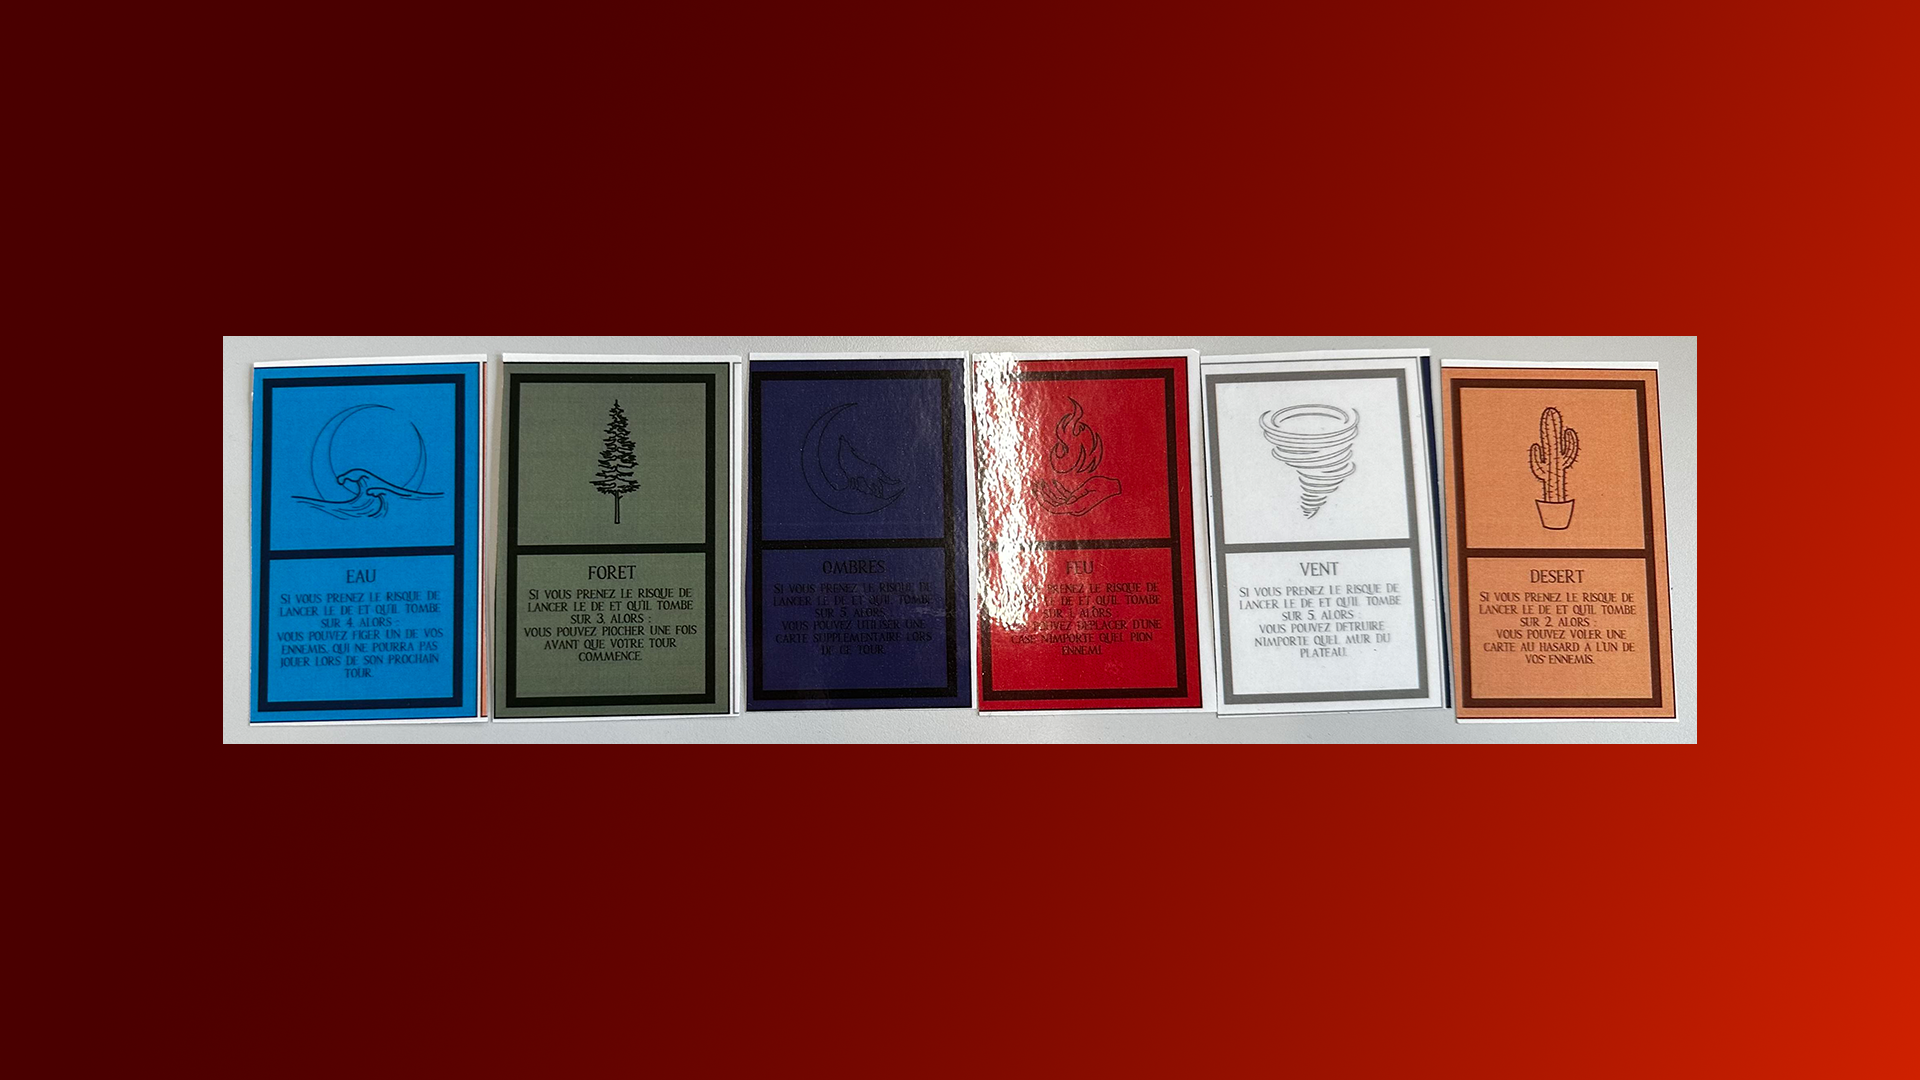 EAU
SI VOUS PRENEZ LE RISQUE DE
LANCER LE DE ET QU'IL TOMBE
SUR 4, ALORS :
VOUS POUVEZ FIGER UN DE VOS
ENNEMIS, QUI NE POURRA PAS
JOUER LORS DE SON PROCHAIN
TOUR.
FORET
SI VOUS PRENEZ LE RISQUE DE
LANCER LE DE ET QU'IL TOMBE
SUR 3, ALORS :
VOUS POUVEZ PIOCHER UNE FOIS
AVANT QUE VOTRE TOUR
COMMENCE.
OMBRES
SI VOUS PRENEZ LE RISQUE DE
LANCER LE DE ET QU'IL TOMBE
SUR 5, ALORS :
VOUS POUVEZ UTILISER UNE
CARTE SUPPLEMENTAIRE LORS
DE CE TOUR.
FEU
PRENEZ LE RISQUE DE
LE DE ET QU'IL TOMBE
SUR 1, ALORS :
POUVEZ DEPLACER D'UNE
CASE N'IMPORTE QUEL PION
ENNEMI.
VENT
SI VOUS PRENEZ LE RISQUE DE
LANCER LE DE ET QU'IL TOMBE
SUR 5, ALORS :
VOUS POUVEZ DETRUIRE
N'IMPORTE QUEL MUR DU
PLATEAU.
DESERT
SI VOUS PRENEZ LE RISQUE DE
LANCER LE DE ET QU'IL TOMBE
SUR 2, ALORS :
VOUS POUVEZ VOLER UNE
CARTE AU HASARD A L'UN DE
VOS ENNEMIS.